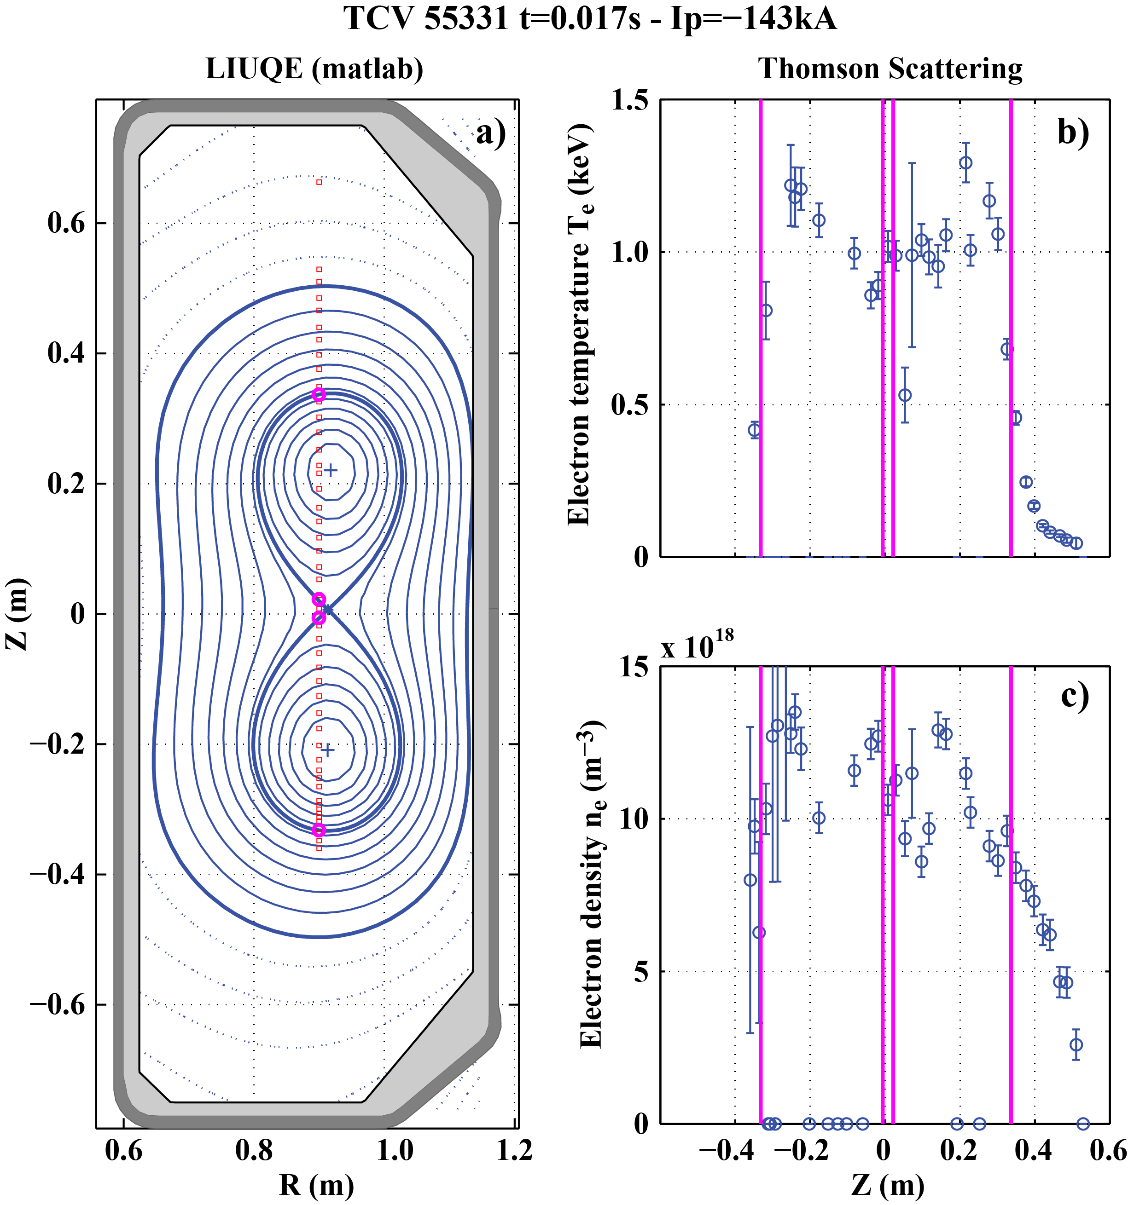 TCV 55331 t=0.017s - Ip=−143kA
LIUQE (matlab)
a)
0.6
0.4
0.2
0
−0.2
−0.4
−0.6
Z (m)
0.6
0.8
1.0
1.2
R (m)
Thomson Scattering
b)
1.5
1.0
0.5
0
Electron temperature Te (keV)
x 10^18
c)
15
10
5
0
Electron density ne (m−3)
−0.4
−0.2
0
0.2
0.4
0.6
Z (m)